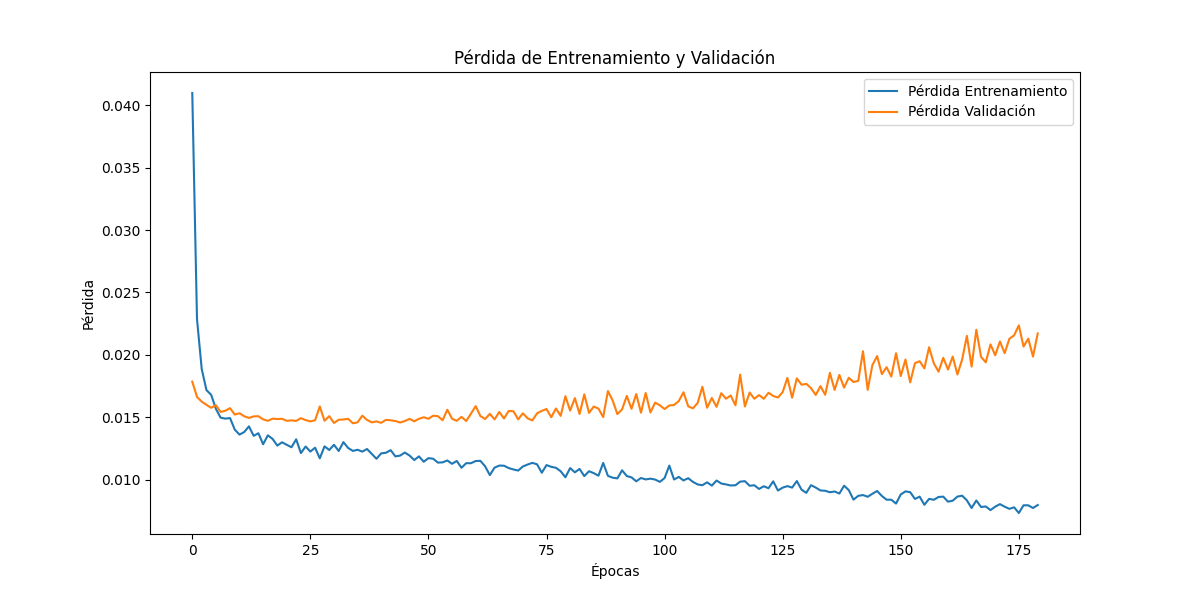 Pérdida de Entrenamiento y Validación
Pérdida Entrenamiento
Pérdida Validación
0.040
0.035
0.030
0.025
0.020
0.015
0.010
Pérdida
0 25 50 75 100 125 150 175
Épocas